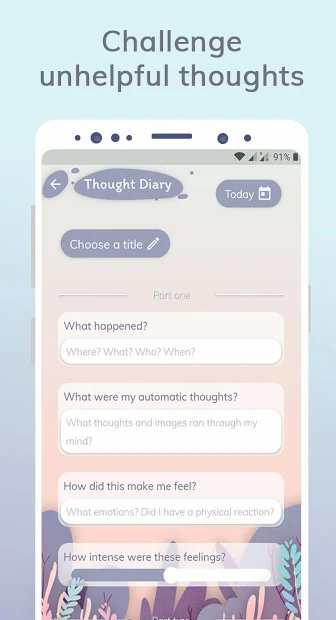 Challenge
unhelpful thoughts
91%
Thought Diary
Today
Choose a title
Part one
What happened?
Where? What? Who? When?
What were my automatic thoughts?
What thoughts and images ran through my
mind?
How did this make me feel?
What emotions? Did I have a physical reaction?
How intense were these feelings?